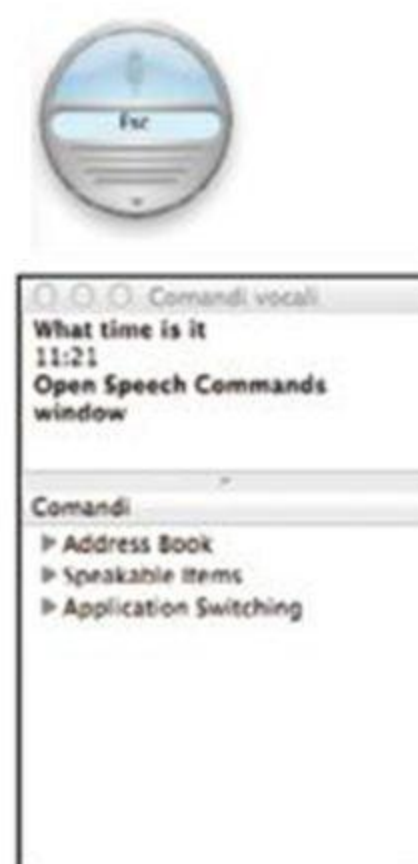 Esc
Comandi vocali
What time is it
11:21
Open Speech Commands
window
Comandi
Address Book
Speakable Items
Application Switching